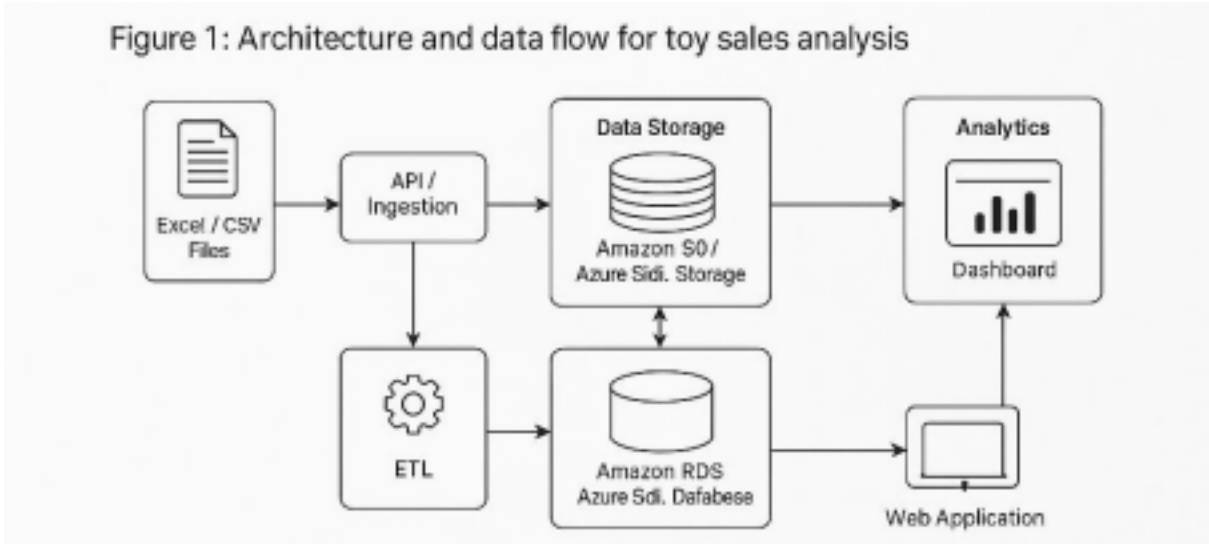 Figure 1: Architecture and data flow for toy sales analysis
Excel / CSV
Files
API /
Ingestion
Data Storage
Amazon S0 /
Azure Sidi. Storage
Analytics
Dashboard
ETL
Amazon RDS
Azure Sdi. Dafabese
Web Application